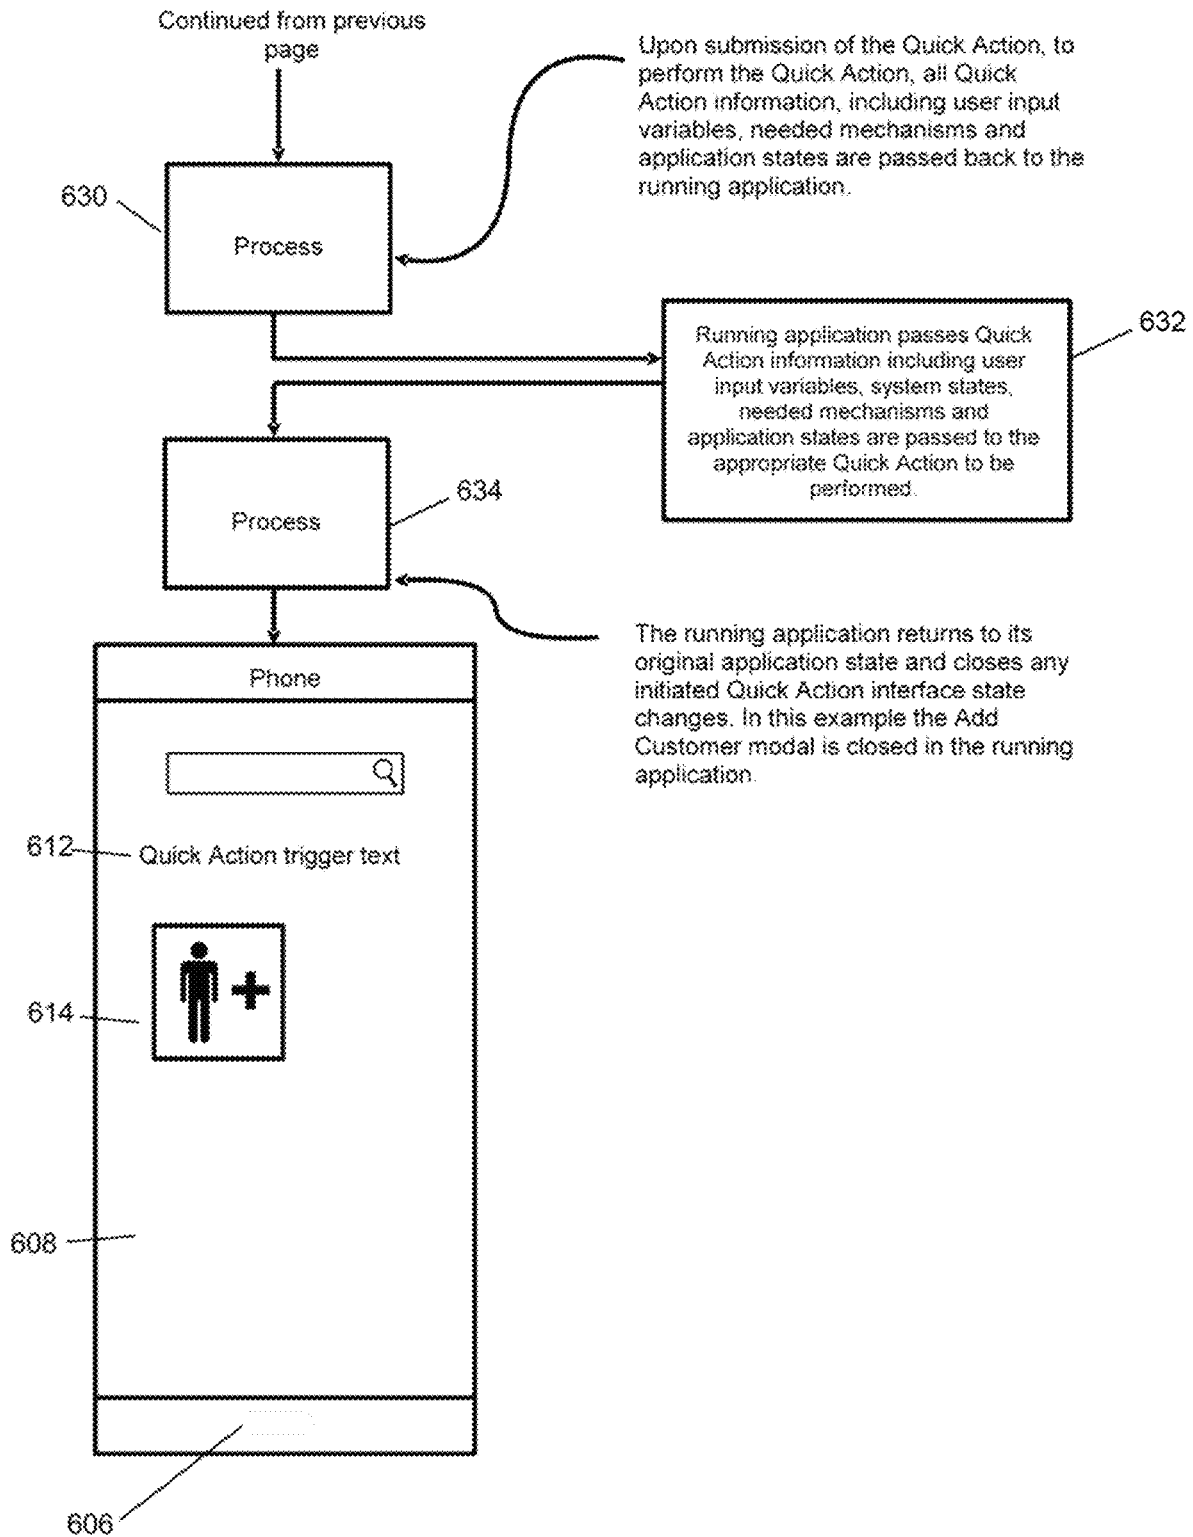 Continued from previous
page
Upon submission of the Quick Action, to
perform the Quick Action, all Quick
Action information, including user input
variables, needed mechanisms and
application states are passed back to the
running application.
630
Process
632
Running application passes Quick
Action information including user
input variables, system states,
needed mechanisms and
application states are passed to the
appropriate Quick Action to be
performed.
634
Process
The running application returns to its
original application state and closes any
initiated Quick Action interface state
changes. In this example the Add
Customer modal is closed in the running
application.
Phone
612
Quick Action trigger text
614
608
606